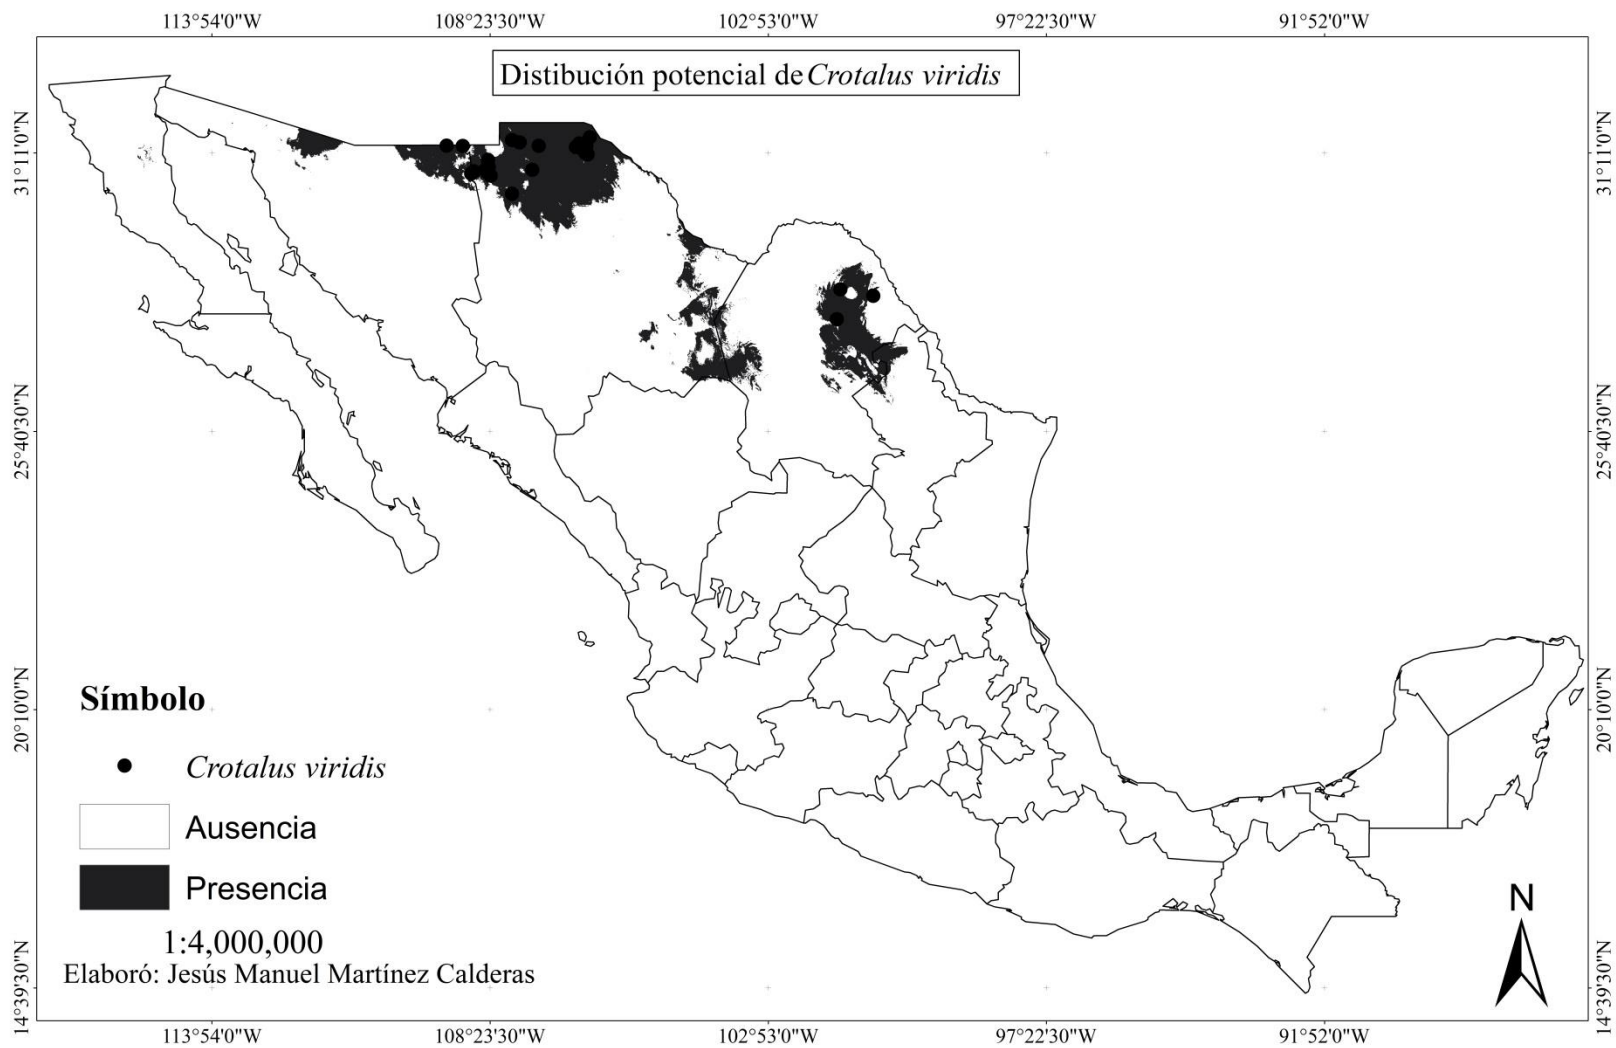 113°54'0"W 108°23'30"W 102°53'0"W 97°22'30"W 91°52'0"W
Distibución potencial de Crotalus viridis
31°11'0"N 31°11'0"N
25°40'30"N 25°40'30"N
20°10'0"N 20°10'0"N
14°39'30"N 14°39'30"N
Símbolo
Crotalus viridis
Ausencia
Presencia
1:4,000,000
Elaboró: Jesús Manuel Martínez Calderas
N
113°54'0"W 108°23'30"W 102°53'0"W 97°22'30"W 91°52'0"W